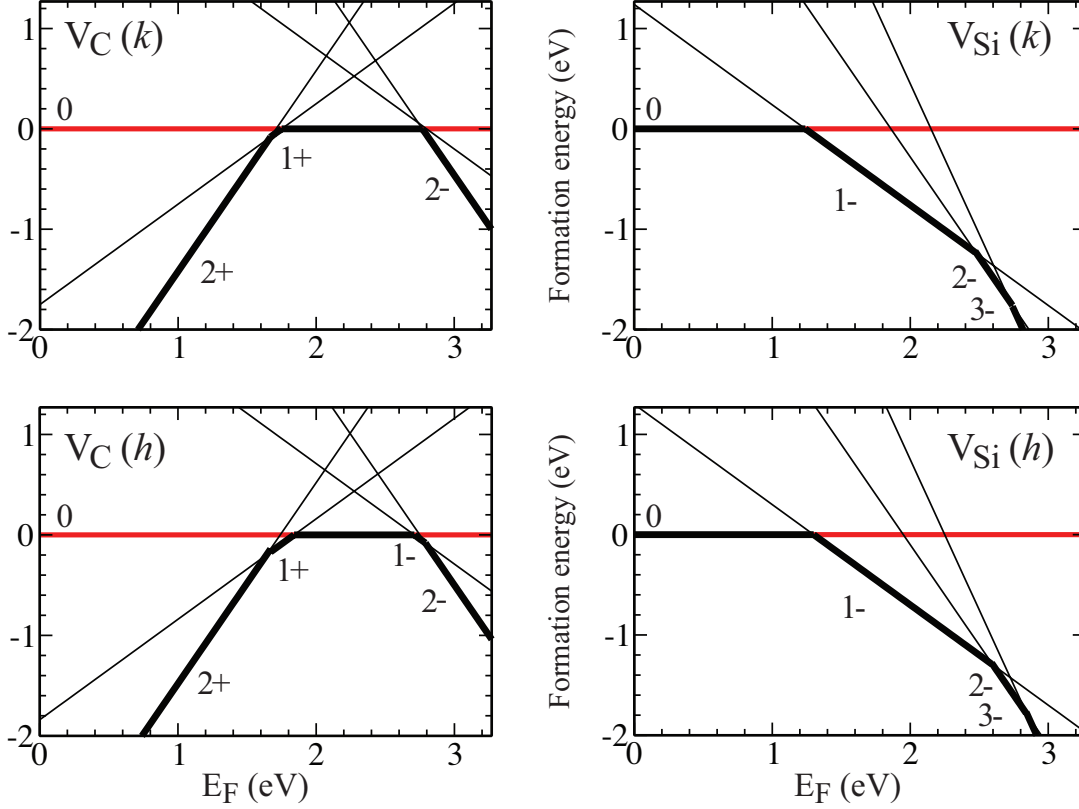 V_C (k)
1
0
-1
-2
0
1+
2-
2+
0 1 2 3
Formation energy (eV)
V_Si (k)
1
0
-1
-2
0
1-
2-
3-
0 1 2 3
V_C (h)
1
0
-1
-2
0
1+
1-
2-
2+
0 1 2 3
E_F (eV)
Formation energy (eV)
V_Si (h)
1
0
-1
-2
0
1-
2-
3-
0 1 2 3
E_F (eV)